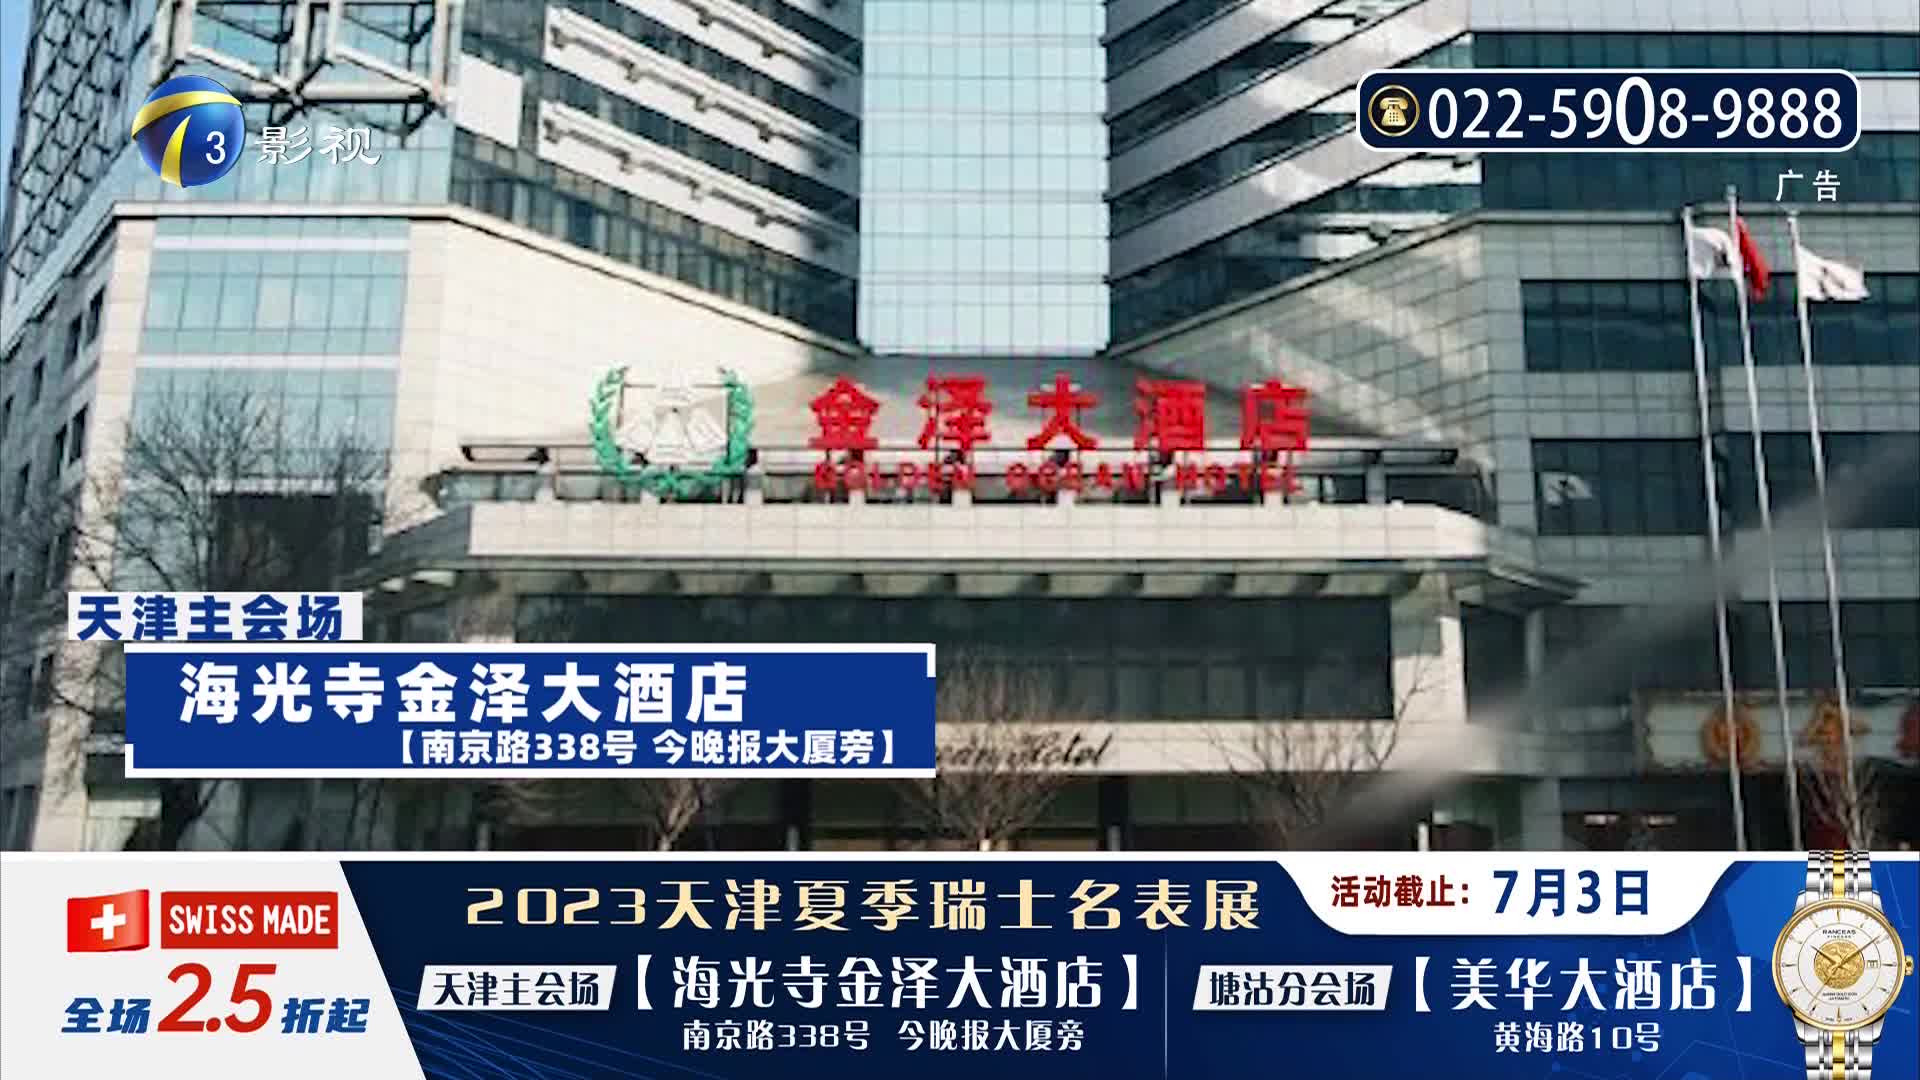 3 影视
022-5908-9888
广告
金泽大酒店
GOLDEN OCEAN HOTEL
天津主会场
海光寺金泽大酒店
【南京路338号 今晚报大厦旁】
Hotel
SWISS MADE
全场2.5折起
2023天津夏季瑞士名表展
活动截止：7月3日
天津主会场【海光寺金泽大酒店】
南京路338号 今晚报大厦旁
塘沽分会场【美华大酒店】
黄海路10号
RANCEAS